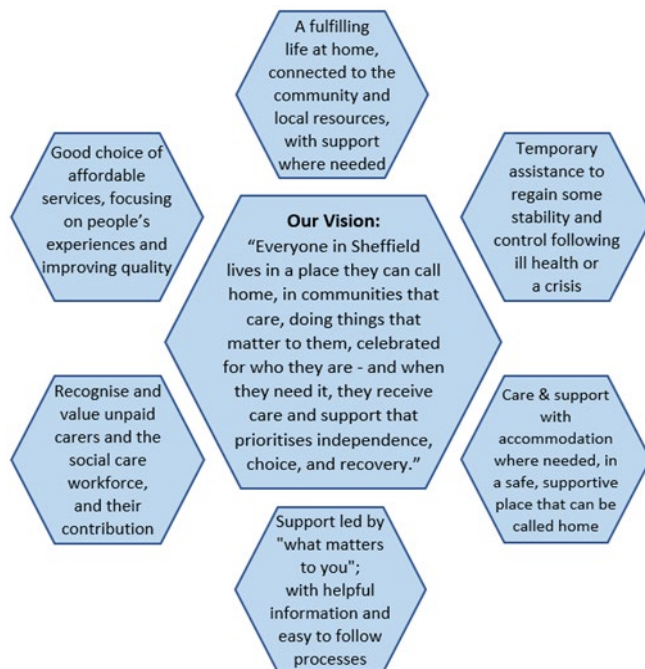 A fulfilling
life at home,
connected to the
community and
local resources,
with support
where needed
Good choice of
affordable
services, focusing
on people’s
experiences and
improving quality
Temporary
assistance to
regain some
stability and
control following
ill health or
a crisis
Our Vision:
“Everyone in Sheffield
lives in a place they can call
home, in communities that
care, doing things that
matter to them, celebrated
for who they are - and when
they need it, they receive
care and support that
prioritises independence,
choice, and recovery.”
Recognise and
value unpaid
carers and the
social care
workforce,
and their
contribution
Care & support
with
accommodation
where needed, in
a safe, supportive
place that can be
called home
Support led by
"what matters
to you";
with helpful
information and
easy to follow
processes